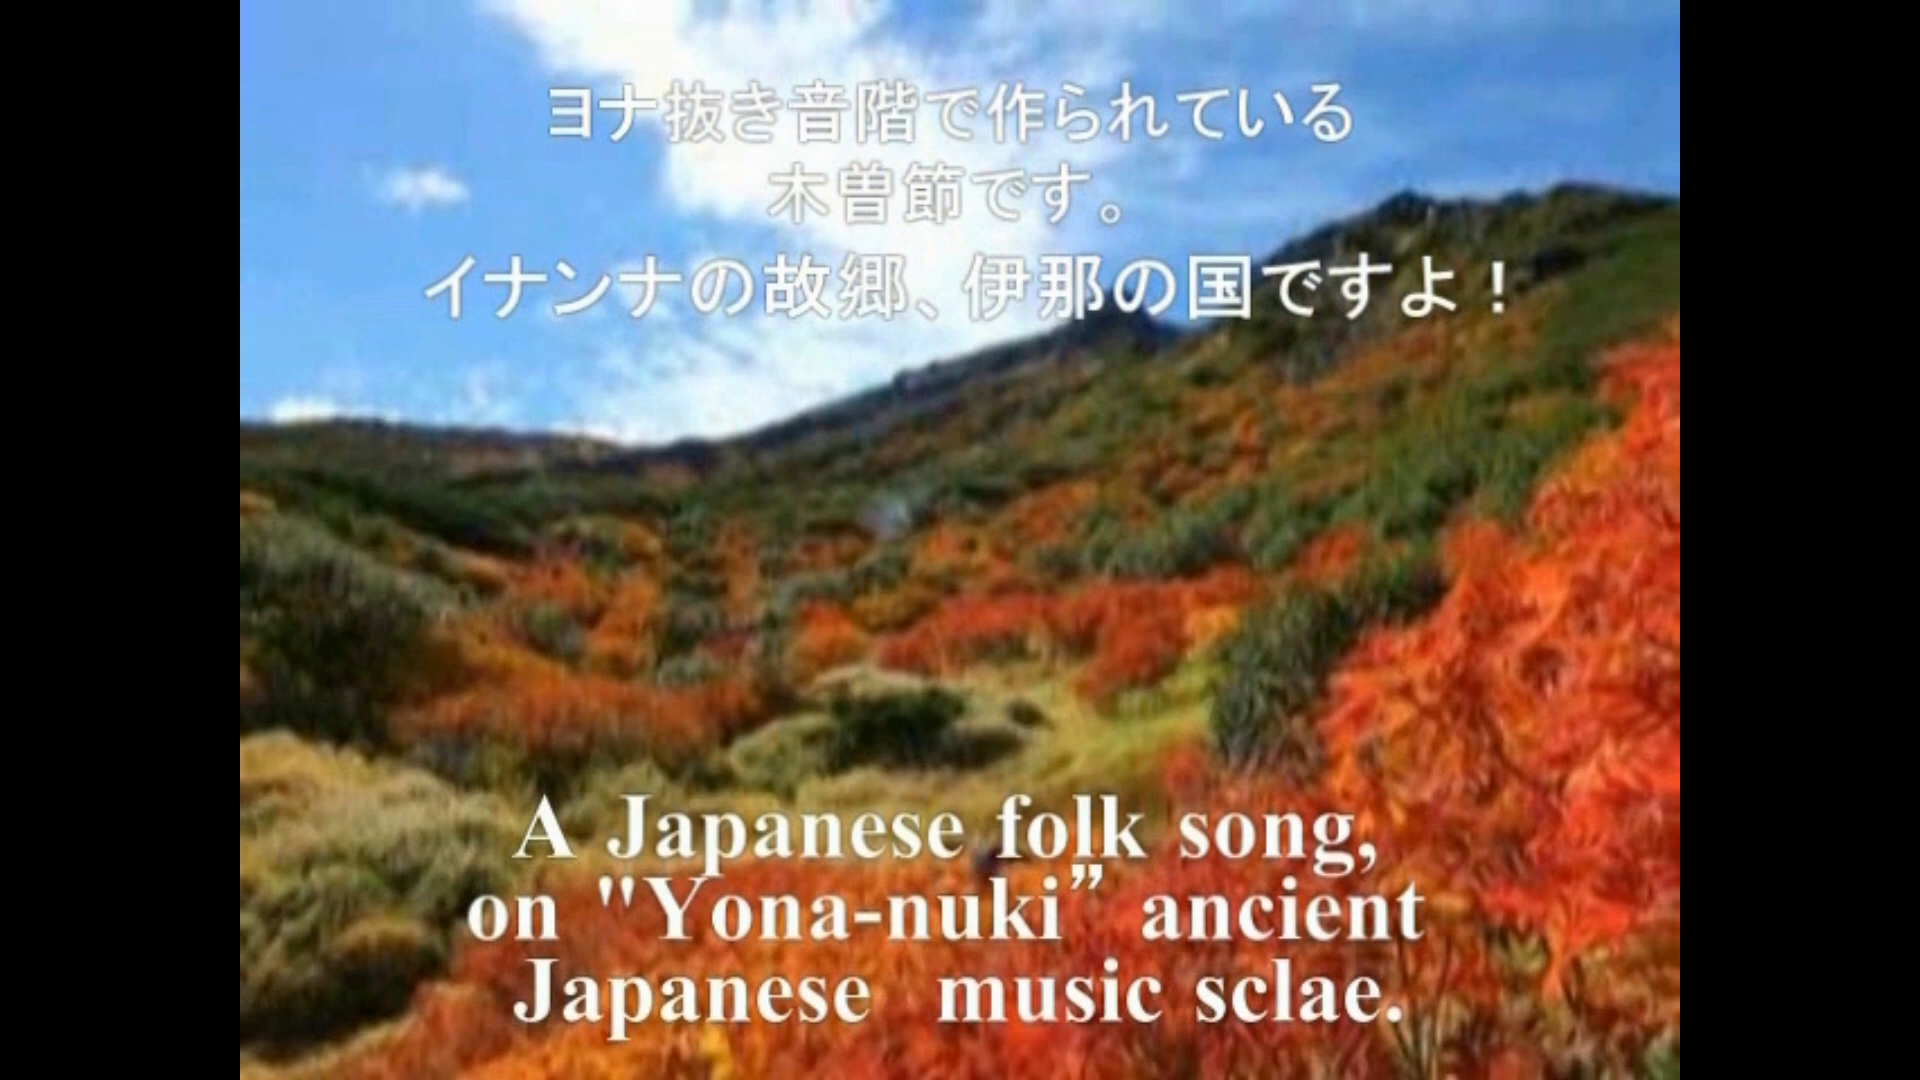 ヨナ抜き音階で作られている
木曽節です。
イナンナの故郷、伊那の国ですよ！
A Japanese folk song,
on "Yona-nuki” ancient
Japanese music sclae.